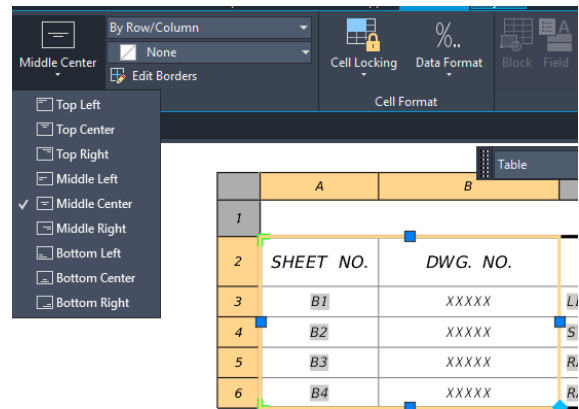 By Row/Column
None
Middle Center
Edit Borders
Cell Locking
Data Format
Block
Field
Cell Format
Top Left
Top Center
Top Right
Middle Left
Middle Center
Middle Right
Bottom Left
Bottom Center
Bottom Right
Table
A B
1
2 SHEET NO. DWG. NO.
3 B1 XXXXX
4 B2 XXXXX
5 B3 XXXXX
6 B4 XXXXX